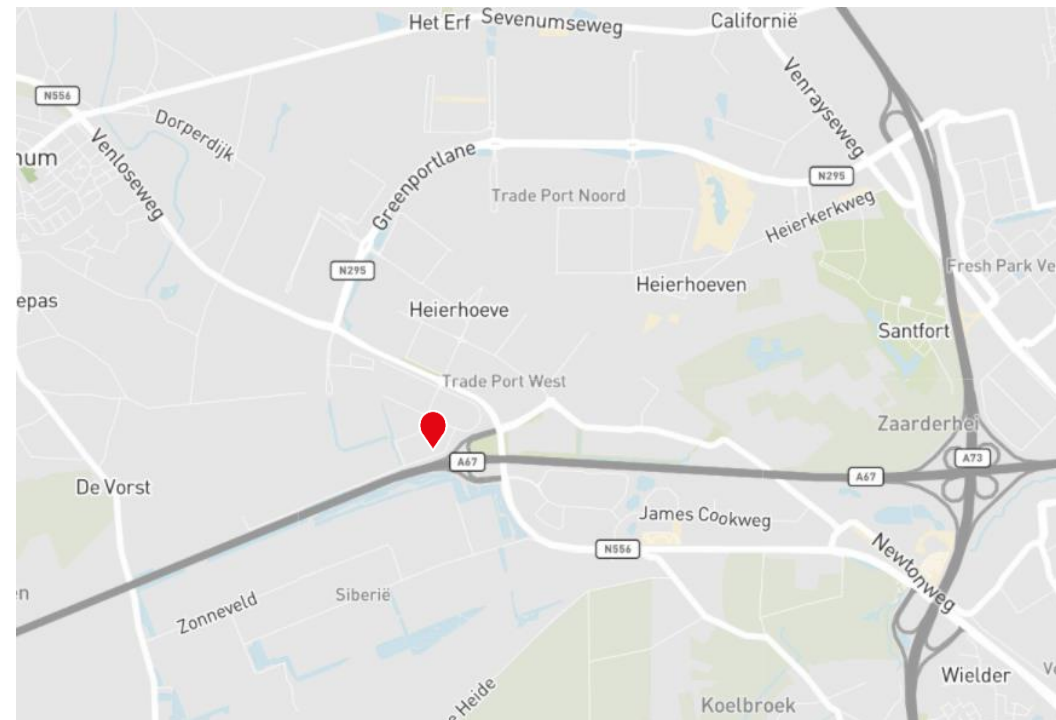 Het Erf
Sevenumseweg
Californië
N556
Dorperdijk
Venrayseweg
num
Venloseweg
Greenportlane
N295
Trade Port Noord
Heierkerkweg
N295
Fresh Park Ve
Heierhoeven
epas
Heierhoeve
Santfort
Trade Port West
Zaarderhei
A67
A73
A67
De Vorst
James Cookweg
N556
Newtonweg
en
Siberië
Zonneveld
Wielder
Ve
e Heide
Koelbroek